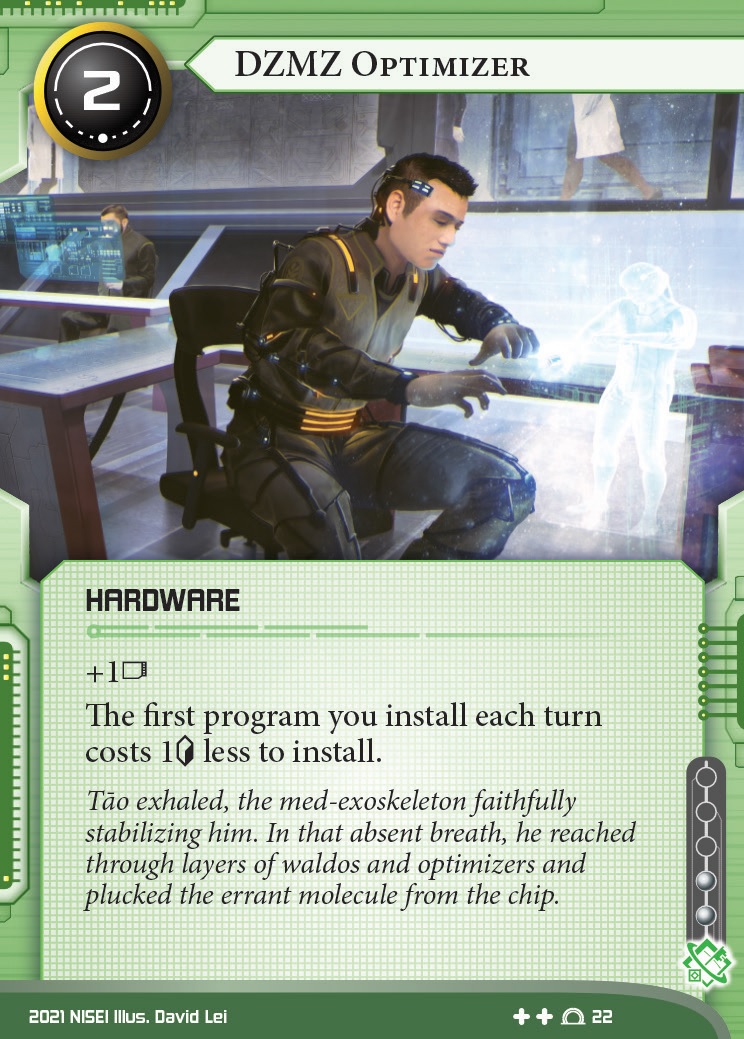 2
DZMZ Optimizer
HARDWARE
+1
The first program you install each turn
costs 1 less to install.
Tāo exhaled, the med-exoskeleton faithfully
stabilizing him. In that absent breath, he reached
through layers of waldos and optimizers and
plucked the errant molecule from the chip.
2021 NISEI Illus. David Lei
22